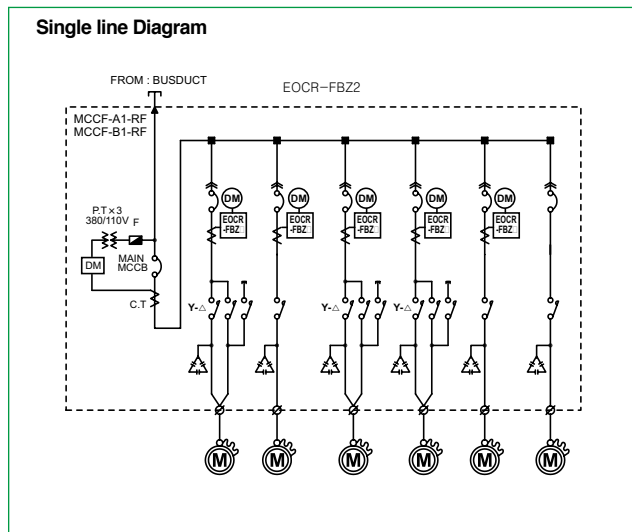 Single line Diagram
FROM : BUSDUCT
EOCR-FBZ2
MCCF-A1-RF
MCCF-B1-RF
P.T×3
380/110V
F
DM
MAIN
MCCB
C.T
DM
EOCR
-FBZ
DM
EOCR
-FBZ
DM
EOCR
-FBZ
DM
EOCR
-FBZ
DM
EOCR
-FBZ
Y-△
Y-△
Y-△
M
M
M
M
M
M